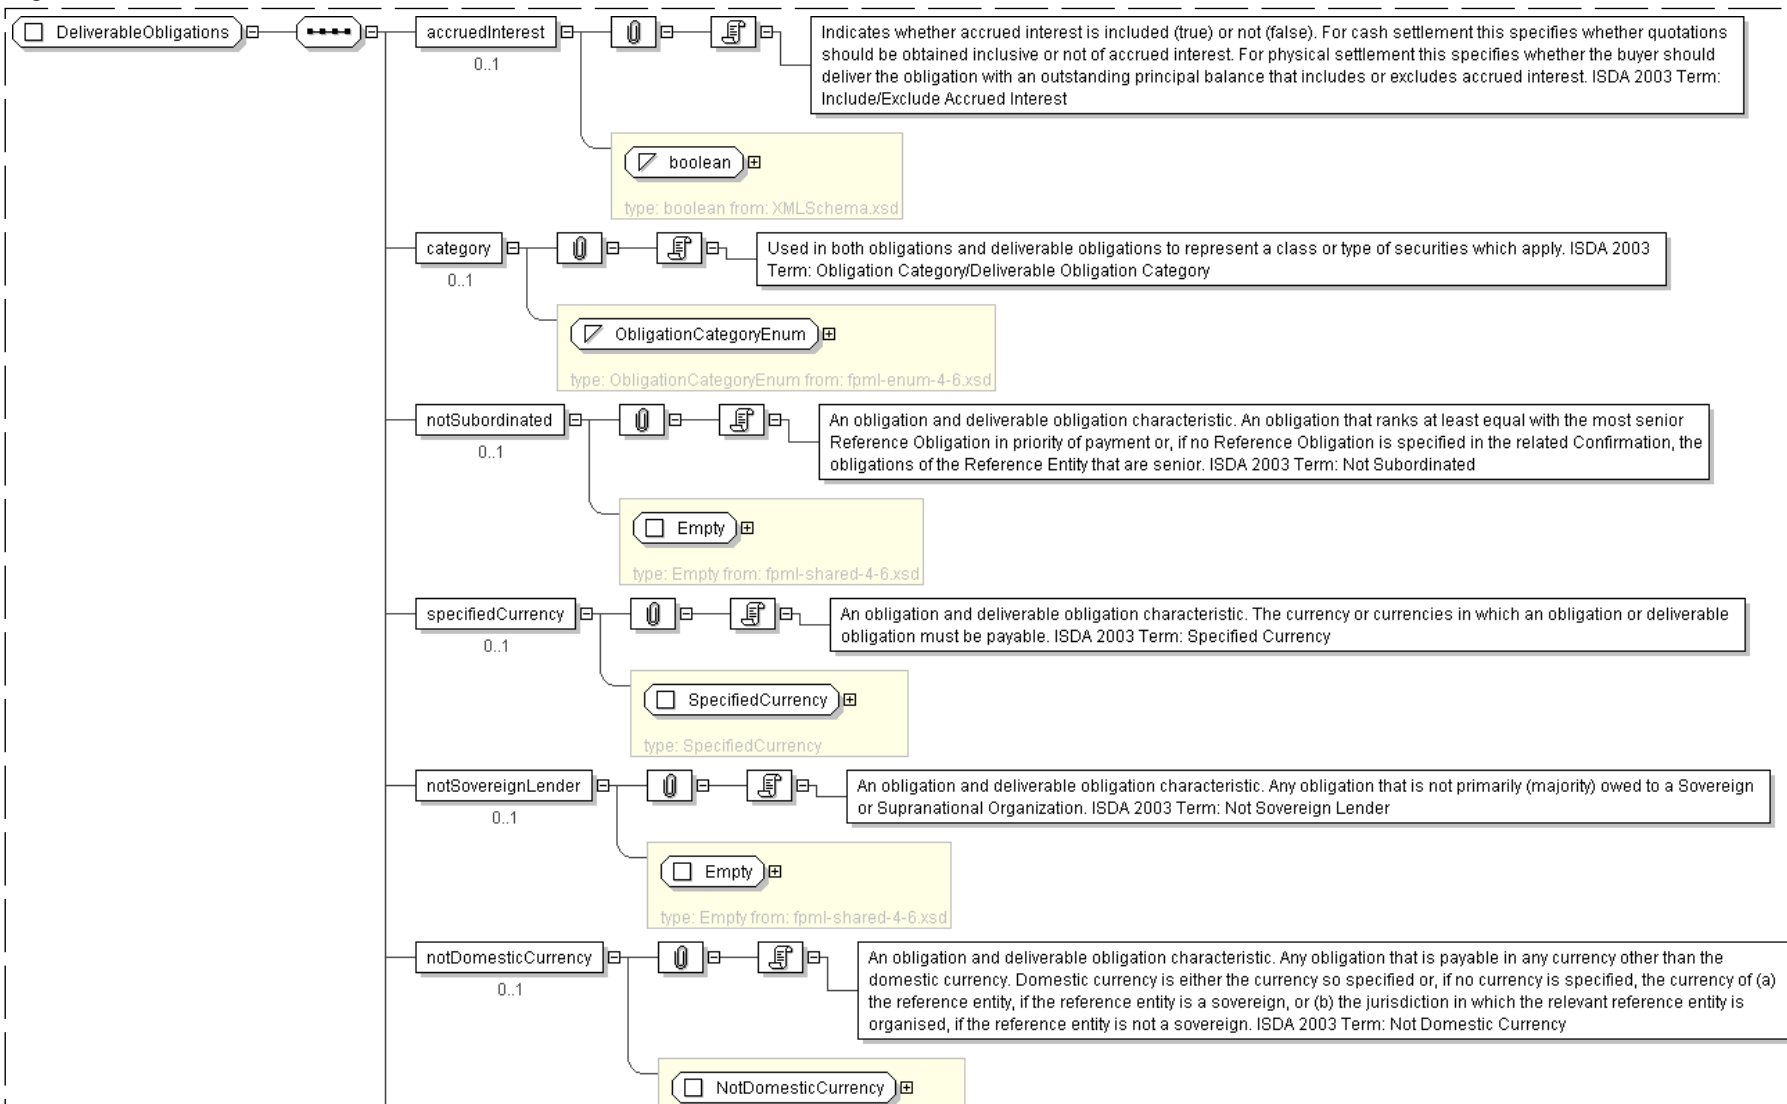 DeliverableObligations
accruedInterest
0..1
Indicates whether accrued interest is included (true) or not (false). For cash settlement this specifies whether quotations
should be obtained inclusive or not of accrued interest. For physical settlement this specifies whether the buyer should
deliver the obligation with an outstanding principal balance that includes or excludes accrued interest. ISDA 2003 Term:
Include/Exclude Accrued Interest
boolean
type: boolean from: XMLSchema.xsd
category
0..1
Used in both obligations and deliverable obligations to represent a class or type of securities which apply. ISDA 2003
Term: Obligation Category/Deliverable Obligation Category
ObligationCategoryEnum
type: ObligationCategoryEnum from: fpml-enum-4-6.xsd
notSubordinated
0..1
An obligation and deliverable obligation characteristic. An obligation that ranks at least equal with the most senior
Reference Obligation in priority of payment or, if no Reference Obligation is specified in the related Confirmation, the
obligations of the Reference Entity that are senior. ISDA 2003 Term: Not Subordinated
Empty
type: Empty from: fpml-shared-4-6.xsd
specifiedCurrency
0..1
An obligation and deliverable obligation characteristic. The currency or currencies in which an obligation or deliverable
obligation must be payable. ISDA 2003 Term: Specified Currency
SpecifiedCurrency
type: SpecifiedCurrency
notSovereignLender
0..1
An obligation and deliverable obligation characteristic. Any obligation that is not primarily (majority) owed to a Sovereign
or Supranational Organization. ISDA 2003 Term: Not Sovereign Lender
Empty
type: Empty from: fpml-shared-4-6.xsd
notDomesticCurrency
0..1
An obligation and deliverable obligation characteristic. Any obligation that is payable in any currency other than the
domestic currency. Domestic currency is either the currency so specified or, if no currency is specified, the currency of (a)
the reference entity, if the reference entity is a sovereign, or (b) the jurisdiction in which the relevant reference entity is
organised, if the reference entity is not a sovereign. ISDA 2003 Term: Not Domestic Currency
NotDomesticCurrency